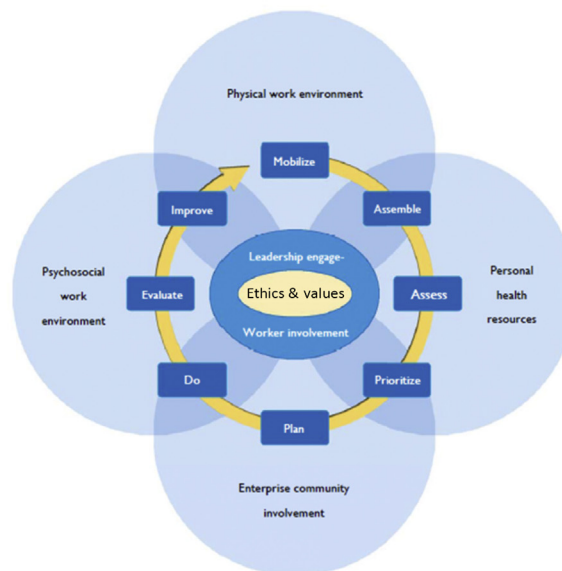 Physical work environment
Mobilize
Improve
Assemble
Leadership engage-
Psychosocial
work
environment
Evaluate
Ethics & values
Assess
Personal
health
resources
Worker involvement
Do
Prioritize
Plan
Enterprise community
involvement